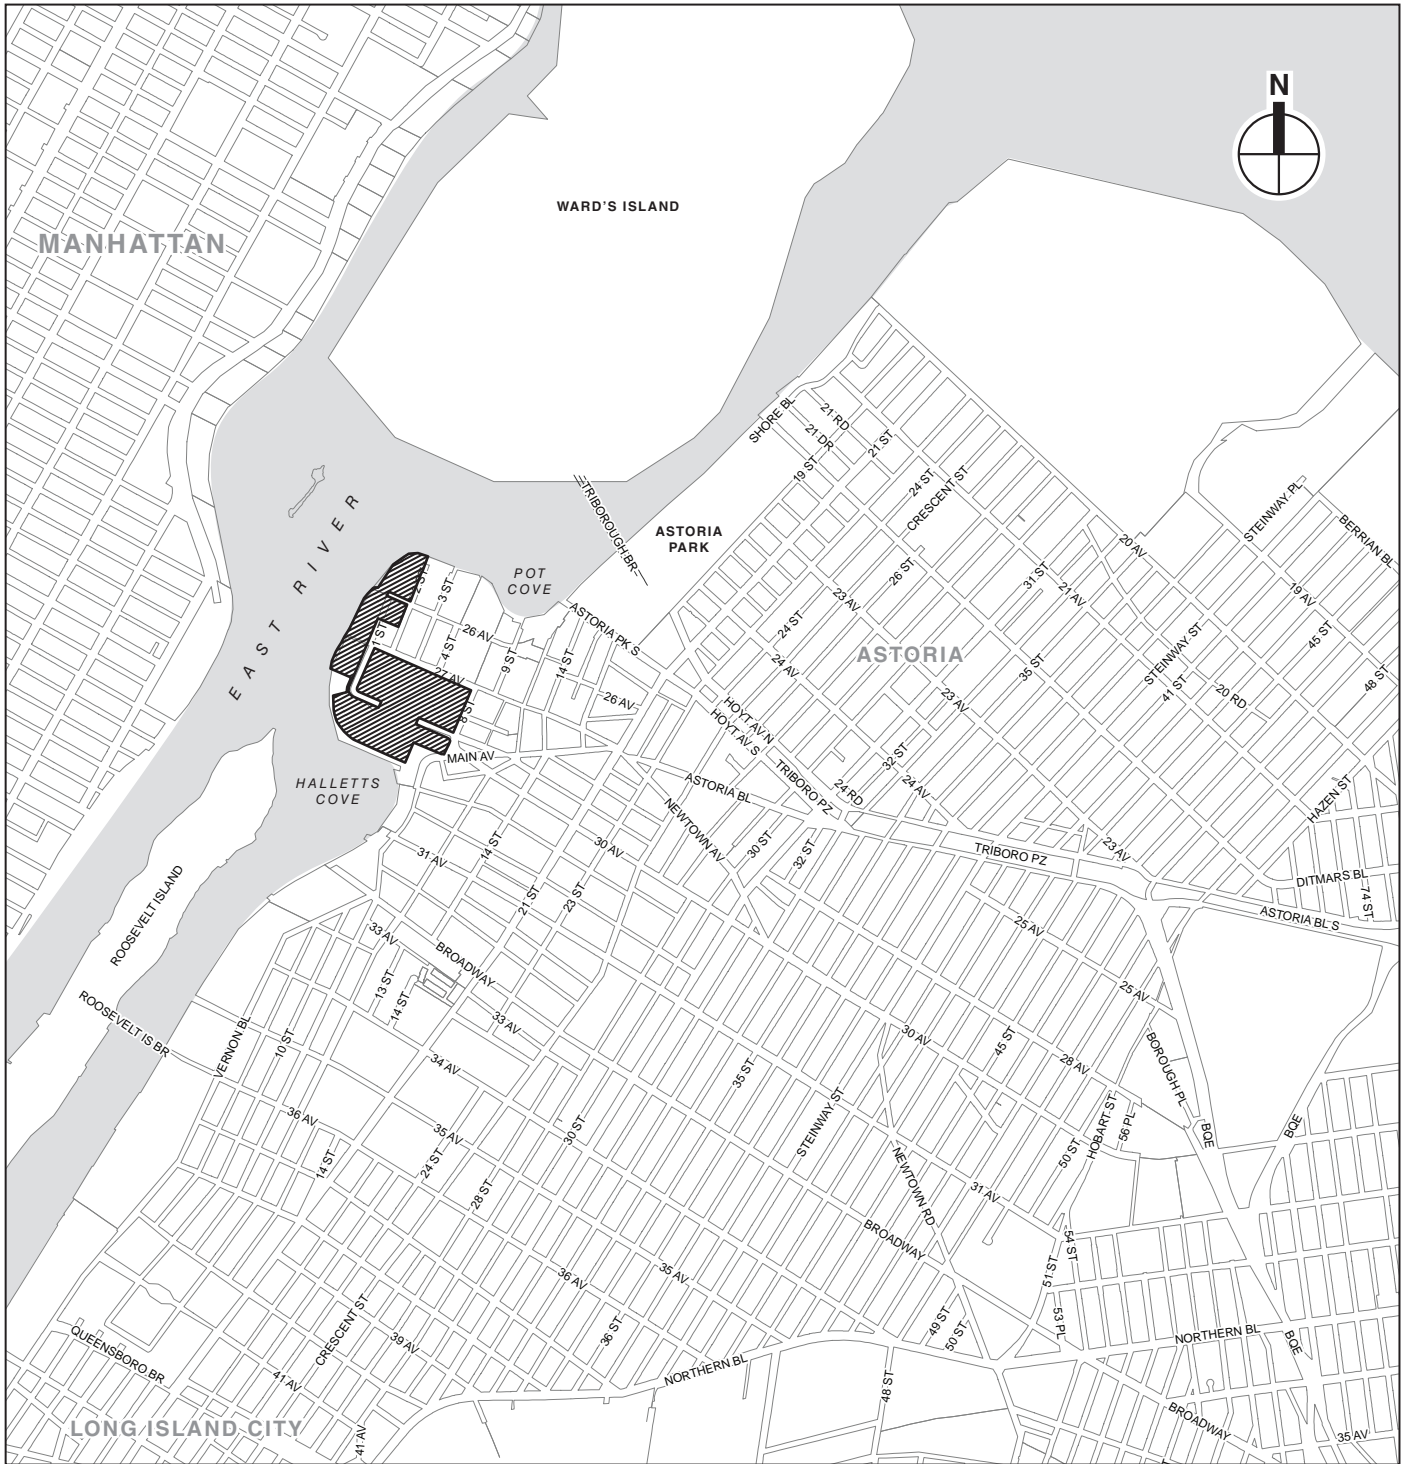 N
WARD'S ISLAND
MANHATTAN
SHORE BL
21 RD
21 DR
21 ST
19 ST
24 ST
CRESCENT ST
STEINWAY PL
BERRIAN BL
TRIBOROUGH BR
ASTORIA
PARK
20 AV
EAST RIVER
POT
COVE
2 ST
3 ST
26 ST
31 ST
21 AV
19 AV
23 AV
ASTORIA PK S
24 ST
45 ST
1 ST
26 AV
4 ST
9 ST
14 ST
ASTORIA
STEINWAY ST
24 AV
35 ST
48 ST
27 AV
41 ST
20 RD
26 AV
23 AV
8 ST
HOYT AV N
HOYT AV S
MAIN AV
32 ST
HALLETTS
COVE
ASTORIA BL
TRIBORO PZ
24 RD
24 AV
HAZEN ST
NEWTOWN AV
30 ST
32 ST
14 ST
30 AV
31 AV
TRIBORO PZ
23 AV
DITMARS BL
74 ST
21 ST
23 ST
ROOSEVELT ISLAND
ASTORIA BL S
25 AV
33 AV
BROADWAY
13 ST
14 ST
25 AV
ROOSEVELT IS BR
VERNON BL
10 ST
33 AV
30 AV
45 ST
34 AV
28 AV
35 ST
BOROUGH PL
36 AV
STEINWAY ST
HOBART ST
56 PL
BQE
BQE
35 AV
30 ST
14 ST
24 ST
50 ST
28 ST
NEWTOWN RD
31 AV
BROADWAY
54 ST
36 AV
35 AV
51 ST
CRESCENT ST
39 AV
36 ST
49 ST
50 ST
53 PL
QUEENSBORO BR
NORTHERN BL
BQE
41 AV
NORTHERN BL
48 ST
LONG ISLAND CITY
41 AV
BROADWAY
35 AV